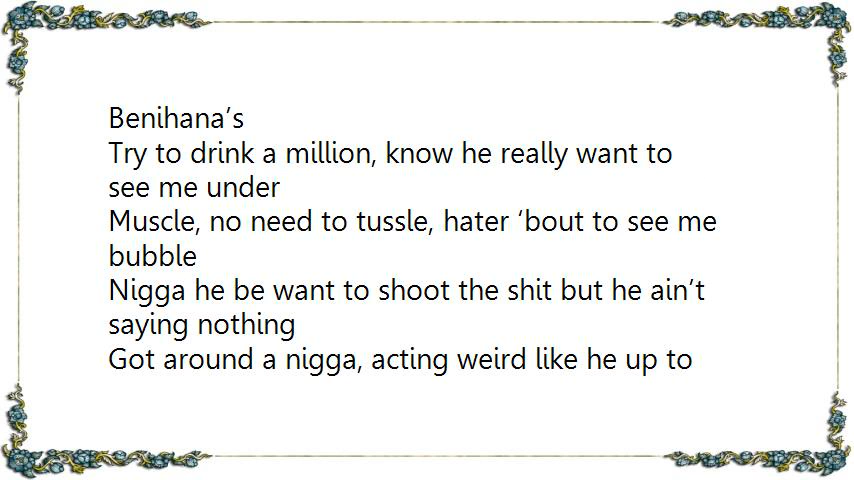 Benihana’s
Try to drink a million, know he really want to
see me under
Muscle, no need to tussle, hater ‘bout to see me
bubble
Nigga he be want to shoot the shit but he ain’t
saying nothing
Got around a nigga, acting weird like he up to